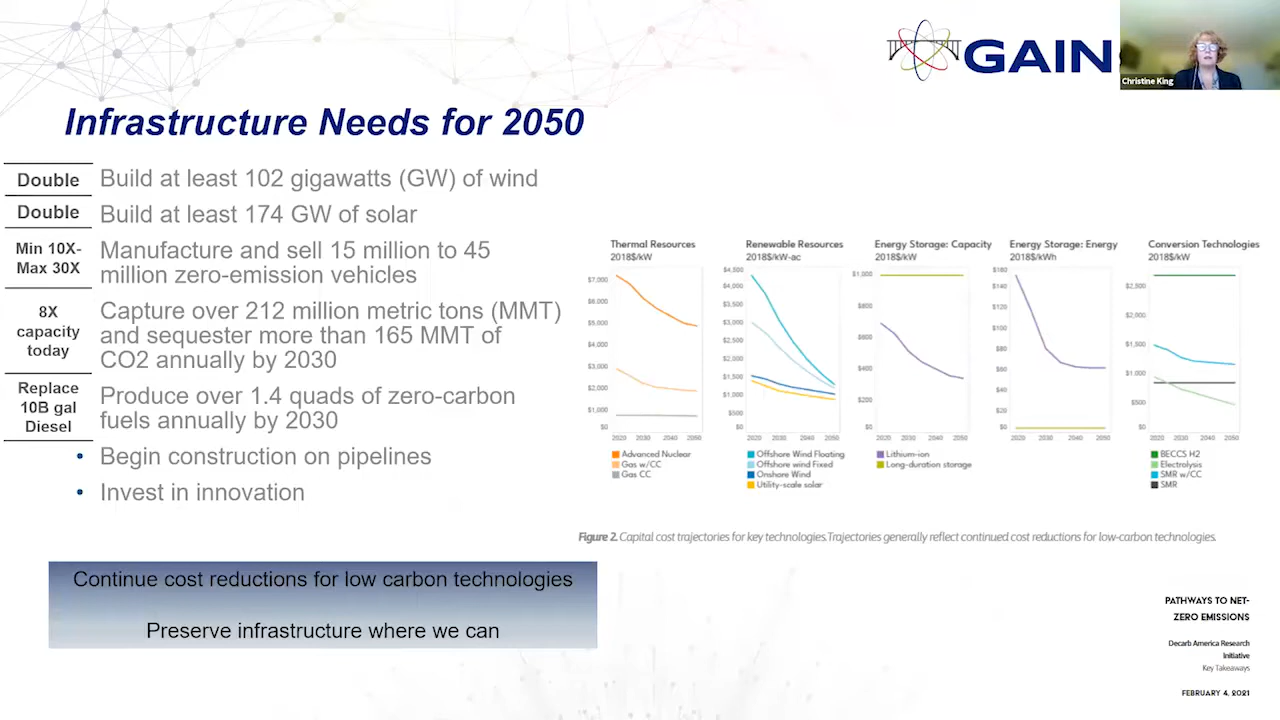 GAIN
Christine King
Infrastructure Needs for 2050
Double
Build at least 102 gigawatts (GW) of wind
Double
Build at least 174 GW of solar
Min 10X-
Max 30X
Manufacture and sell 15 million to 45
million zero-emission vehicles
8X
capacity
today
Capture over 212 million metric tons (MMT)
and sequester more than 165 MMT of
CO2 annually by 2030
Replace
10B gal
Diesel
Produce over 1.4 quads of zero-carbon
fuels annually by 2030
• Begin construction on pipelines
• Invest in innovation
Continue cost reductions for low carbon technologies
Preserve infrastructure where we can
Thermal Resources
2018$/kW
$7,000
$6,000
$5,000
$4,000
$3,000
$2,000
$1,000
$0
2020 2030 2040 2050
Advanced Nuclear
Gas w/CC
Gas CC
Renewable Resources
2018$/kW-ac
$4,500
$4,000
$3,500
$3,000
$2,500
$2,000
$1,500
$1,000
$500
$0
2020 2030 2040 2050
Offshore Wind Floating
Offshore wind Fixed
Onshore Wind
Utility-scale solar
Energy Storage: Capacity
2018$/kW
$1,000
$800
$600
$400
$200
$0
2020 2030 2040 2050
Lithium-ion
Long-duration storage
Energy Storage: Energy
2018$/kWh
$160
$140
$120
$100
$80
$60
$40
$20
$0
2020 2030 2040 2050
Conversion Technologies
2018$/kW
$2,500
$2,000
$1,500
$1,000
$500
$0
2020 2030 2040 2050
BECCS H2
Electrolysis
SMR w/CC
SMR
Figure 2. Capital cost trajectories for key technologies.Trajectories generally reflect continued cost reductions for low-carbon technologies.
PATHWAYS TO NET-
ZERO EMISSIONS
Decarb America Research
Initiative
Key Takeaways
FEBRUARY 4, 2021